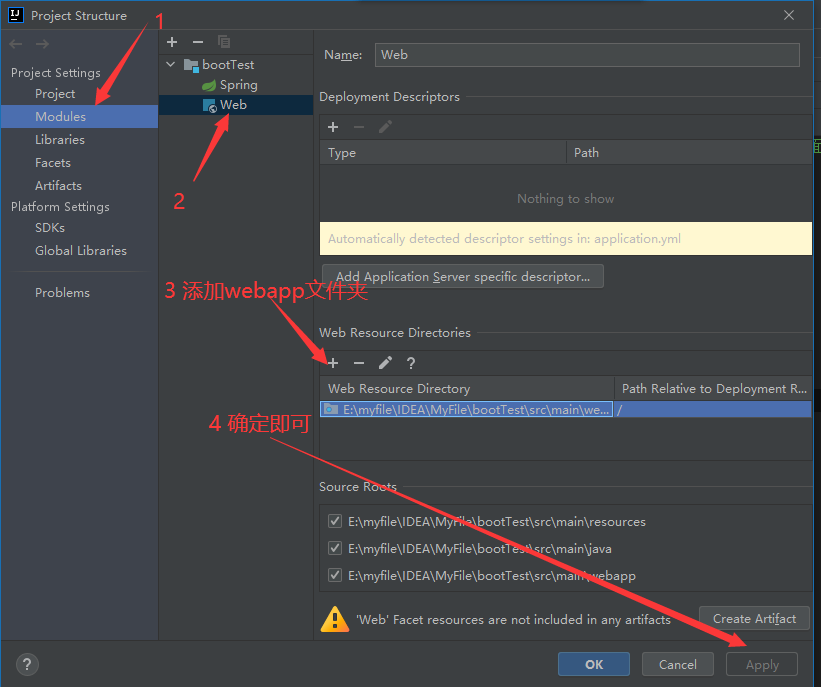 Project Structure
1
Project Settings
Project
Modules
Libraries
Facets
Artifacts
Platform Settings
SDKs
Global Libraries
Problems
bootTest
Spring
Web
2
Name: Web
Deployment Descriptors
Type Path
Nothing to show
Automatically detected descriptor settings in: application.yml
Add Application Server specific descriptor...
3 添加webapp文件夹
Web Resource Directories
Web Resource Directory Path Relative to Deployment R...
E:\myfile\IDEA\MyFile\bootTest\src\main\we... /
4 确定即可
Source Roots
E:\myfile\IDEA\MyFile\bootTest\src\main\resources
E:\myfile\IDEA\MyFile\bootTest\src\main\java
E:\myfile\IDEA\MyFile\bootTest\src\main\webapp
'Web' Facet resources are not included in any artifacts Create Artifact
? OK Cancel Apply